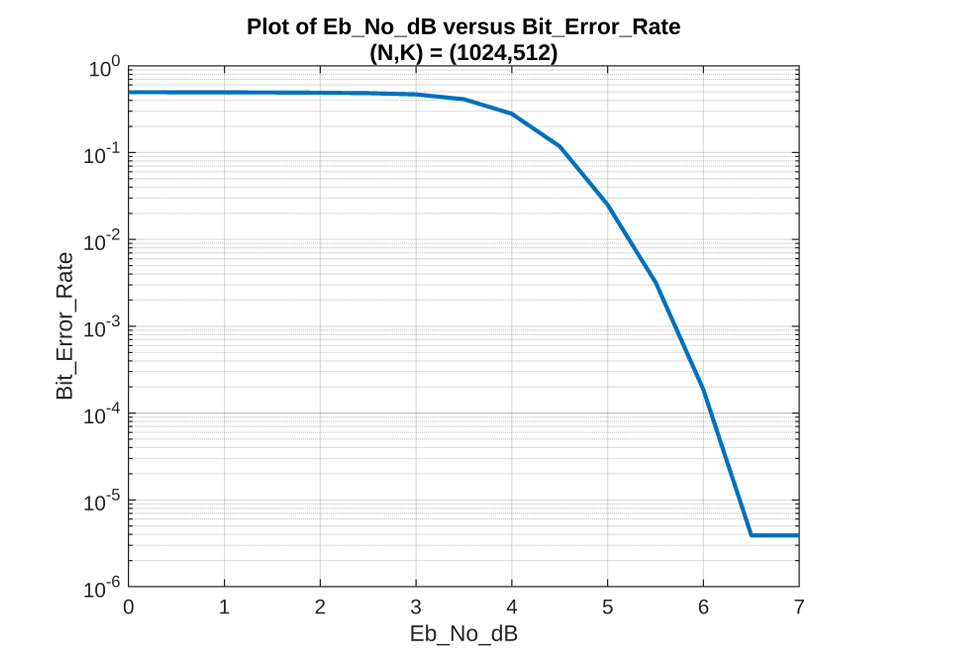 Plot of Eb_No_dB versus Bit_Error_Rate
(N,K) = (1024,512)
10^0
10^-1
10^-2
10^-3
10^-4
10^-5
10^-6
Bit_Error_Rate
0 1 2 3 4 5 6 7
Eb_No_dB